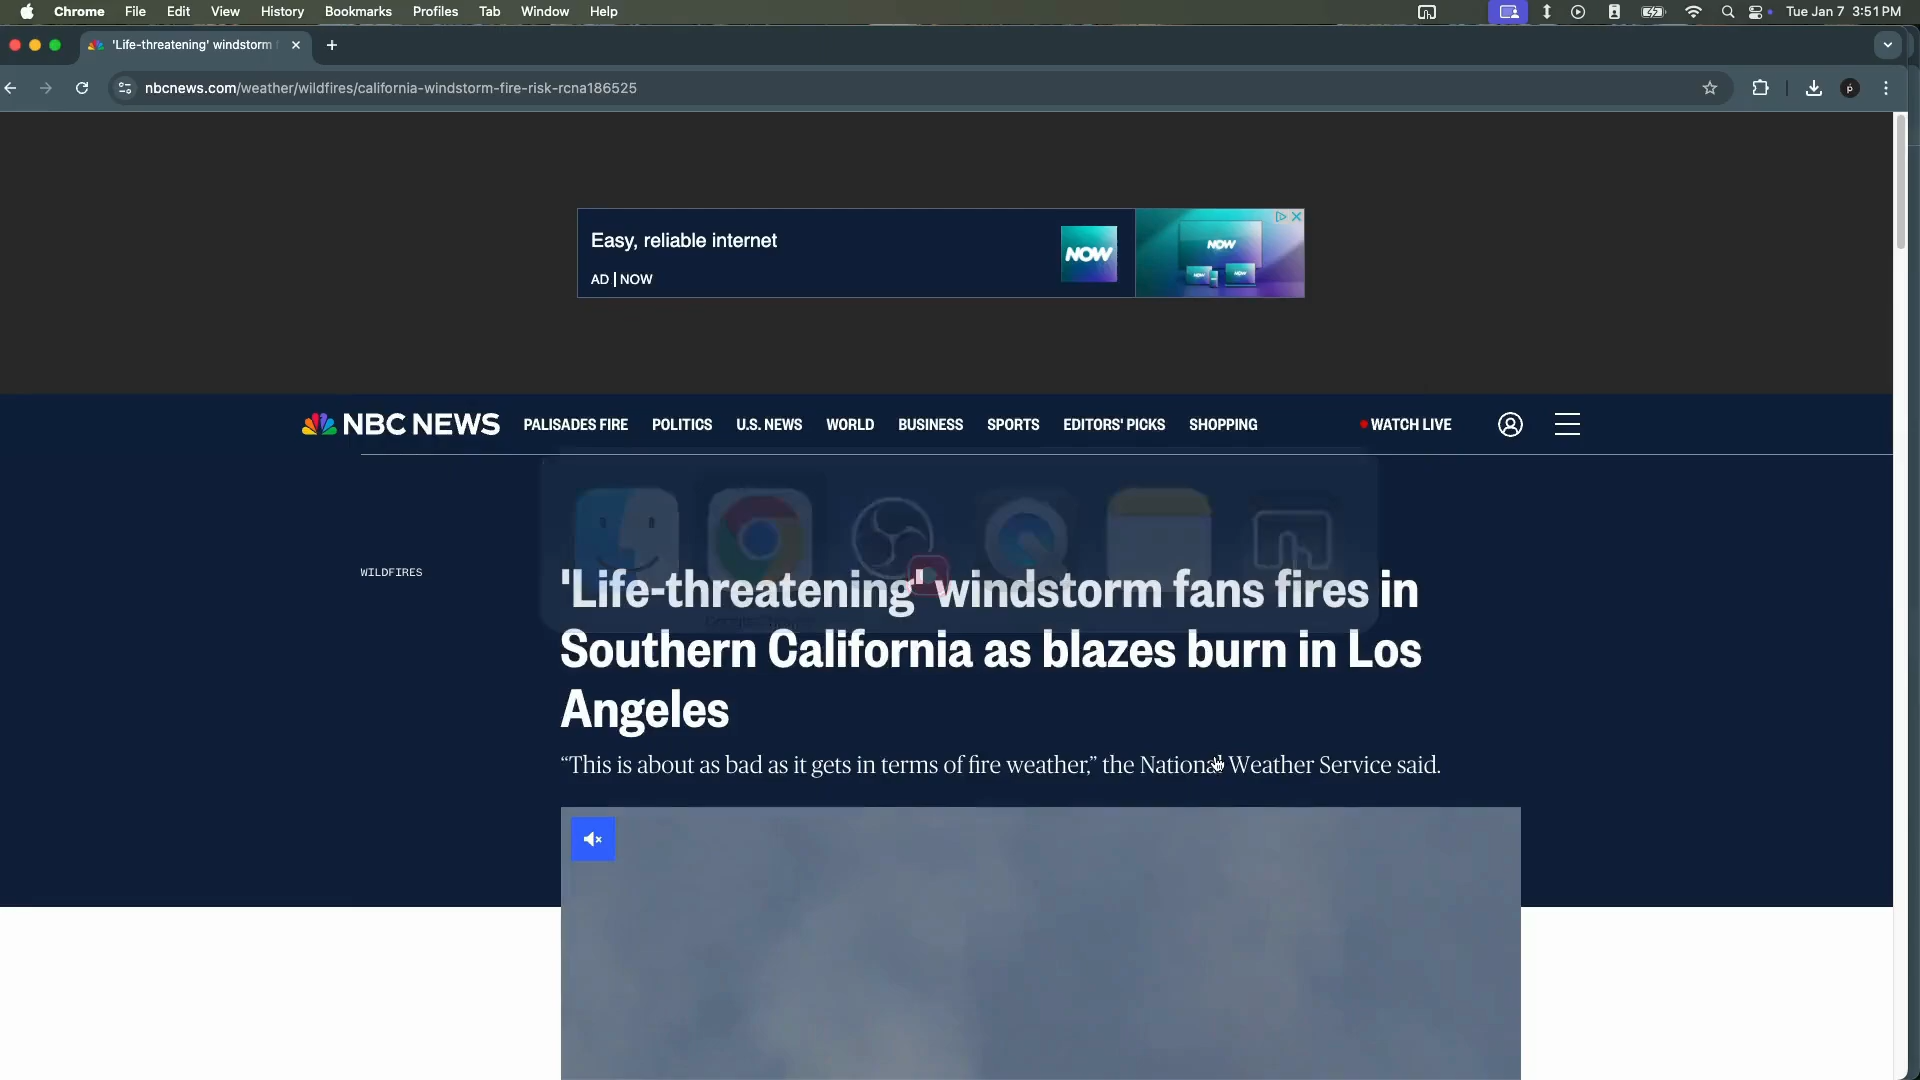 Chrome File Edit View History Bookmarks Profiles Tab Window Help Tue Jan 7 3:51 PM
'Life-threatening' windstorm
nbcnews.com/weather/wildfires/california-windstorm-fire-risk-rcna186525
Easy, reliable internet
AD | NOW
NOW
NOW
NBC NEWS PALISADES FIRE POLITICS U.S. NEWS WORLD BUSINESS SPORTS EDITORS' PICKS SHOPPING WATCH LIVE
WILDFIRES
'Life-threatening' windstorm fans fires in
Southern California as blazes burn in Los
Angeles
“This is about as bad as it gets in terms of fire weather,” the National Weather Service said.